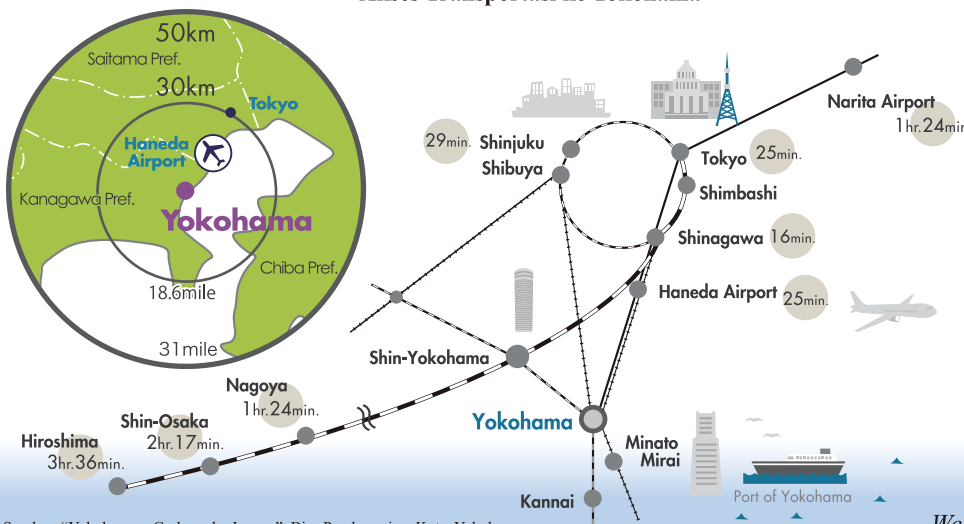 50km
Saitama Pref.
30km
Tokyo
Haneda
Airport
Kanagawa Pref.
Yokohama
Chiba Pref.
18.6mile
31mile
Narita Airport
1hr.24min.
29min.
Shinjuku
Shibuya
Tokyo 25min.
Shimbashi
Shinagawa 16min.
Haneda Airport 25min.
Shin-Yokohama
Nagoya
1hr.24min.
Shin-Osaka
2hr.17min.
Hiroshima
3hr.36min.
Yokohama
Minato
Mirai
Kannai
Port of Yokohama